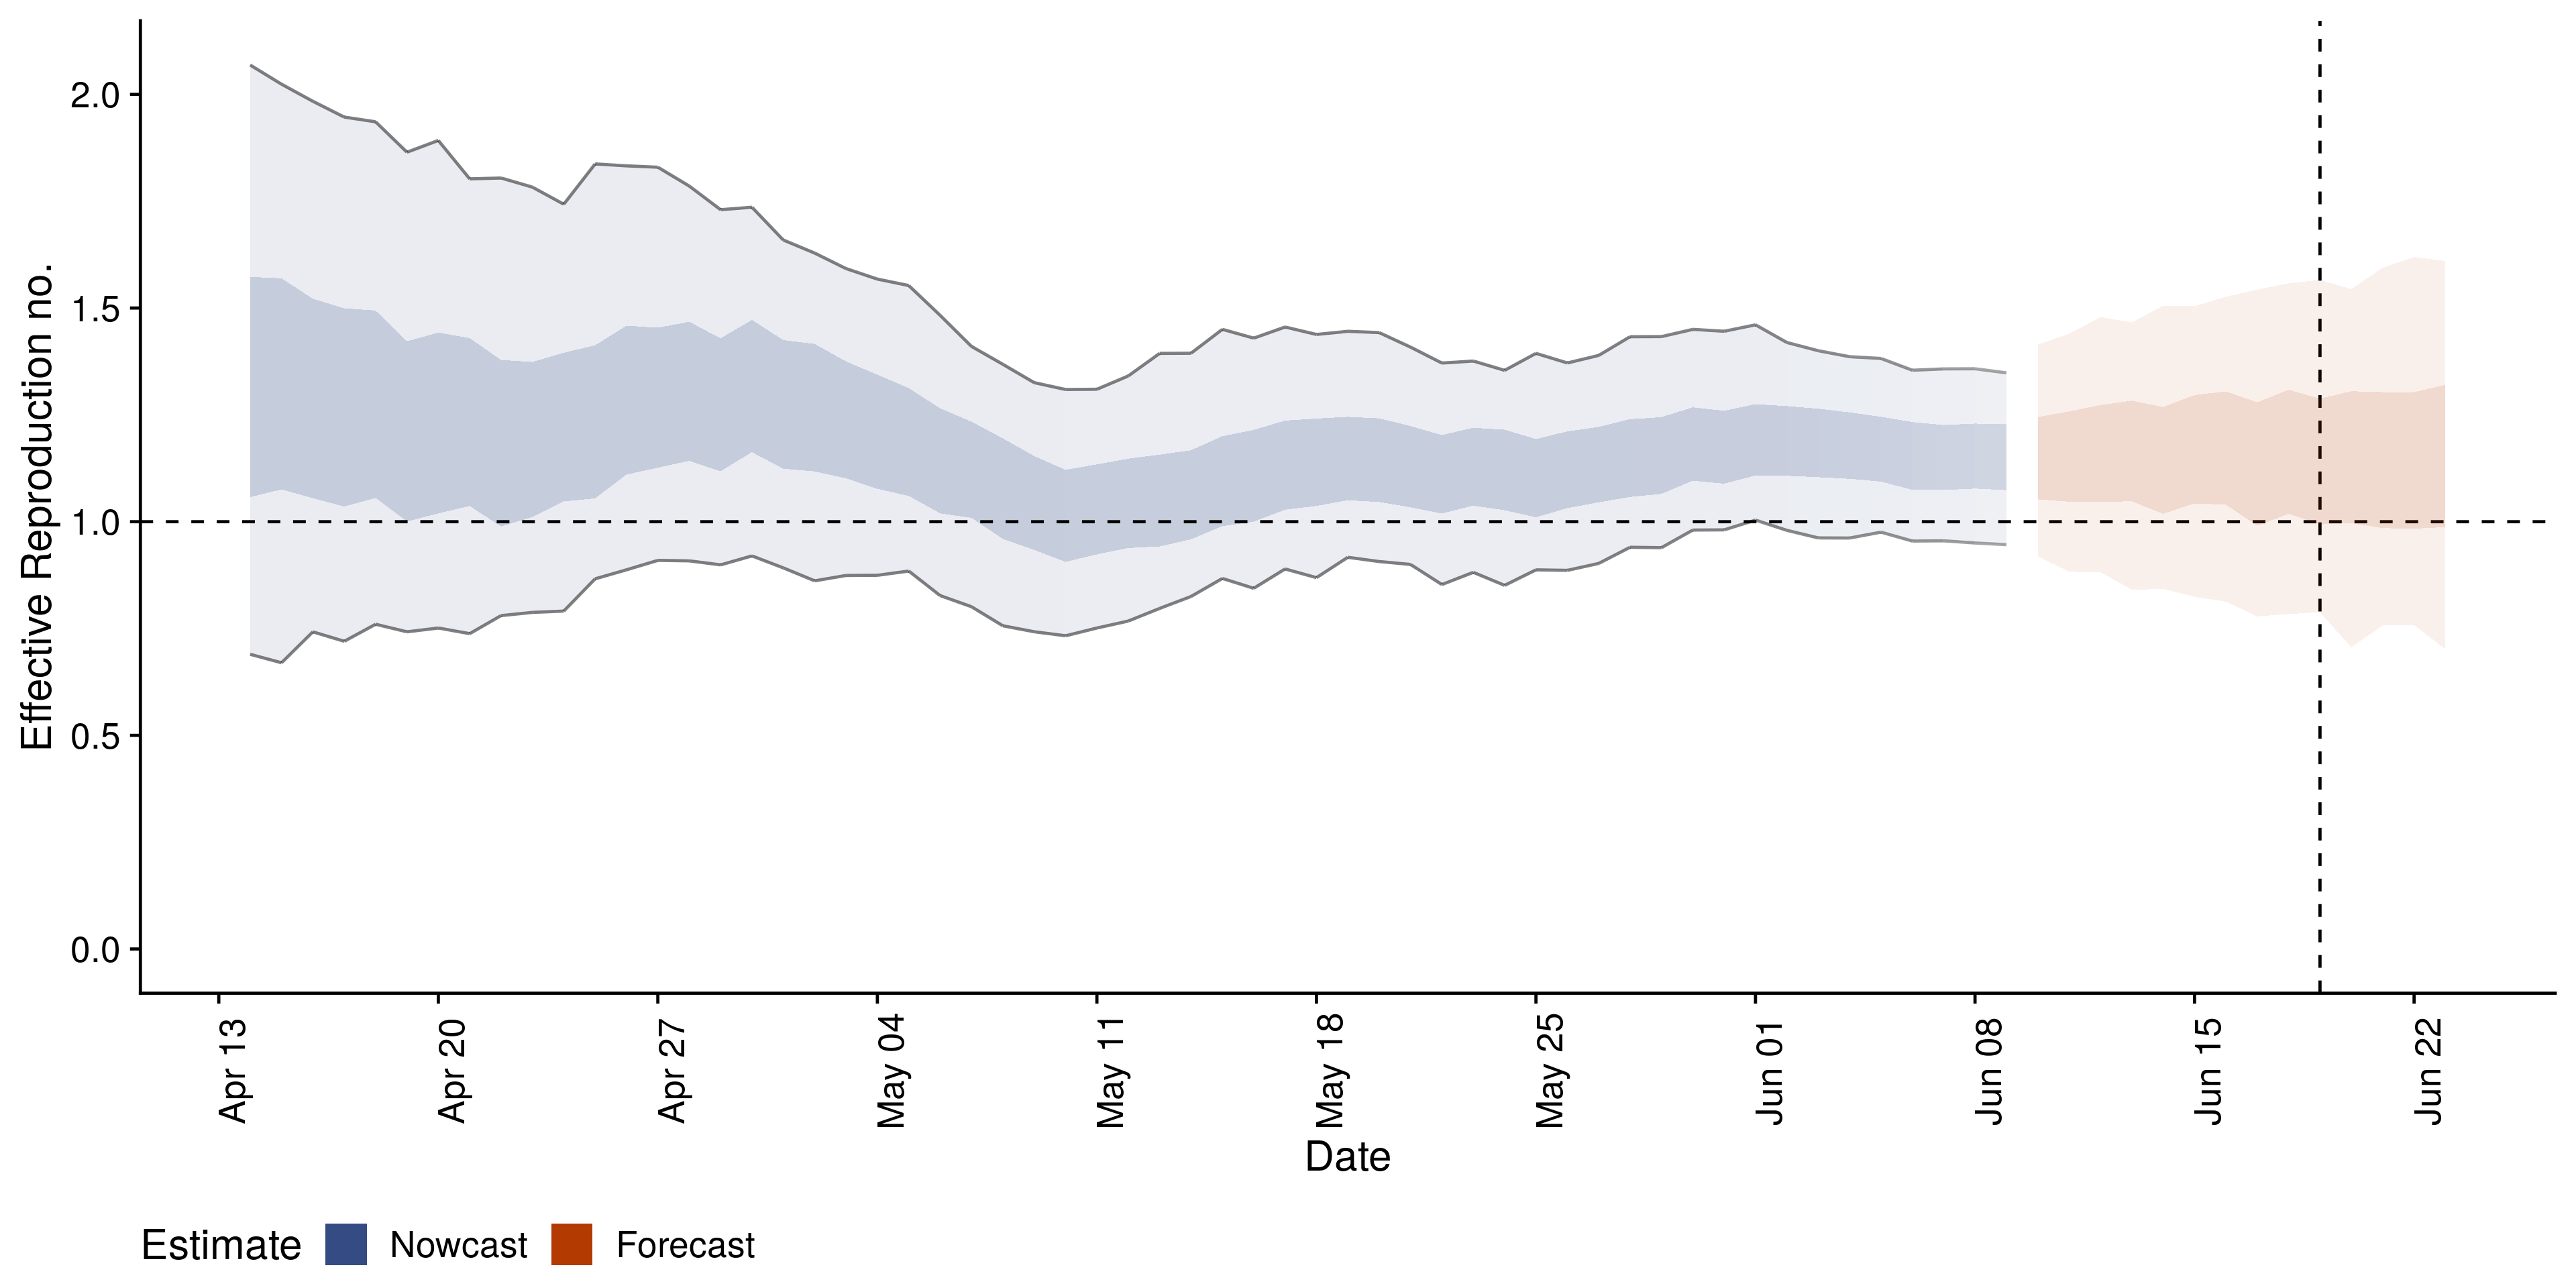 Effective Reproduction no.
2.0
1.5
1.0
0.5
0.0
Apr 13
Apr 20
Apr 27
May 04
May 11
May 18
May 25
Jun 01
Jun 08
Jun 15
Jun 22
Date
Estimate Nowcast Forecast